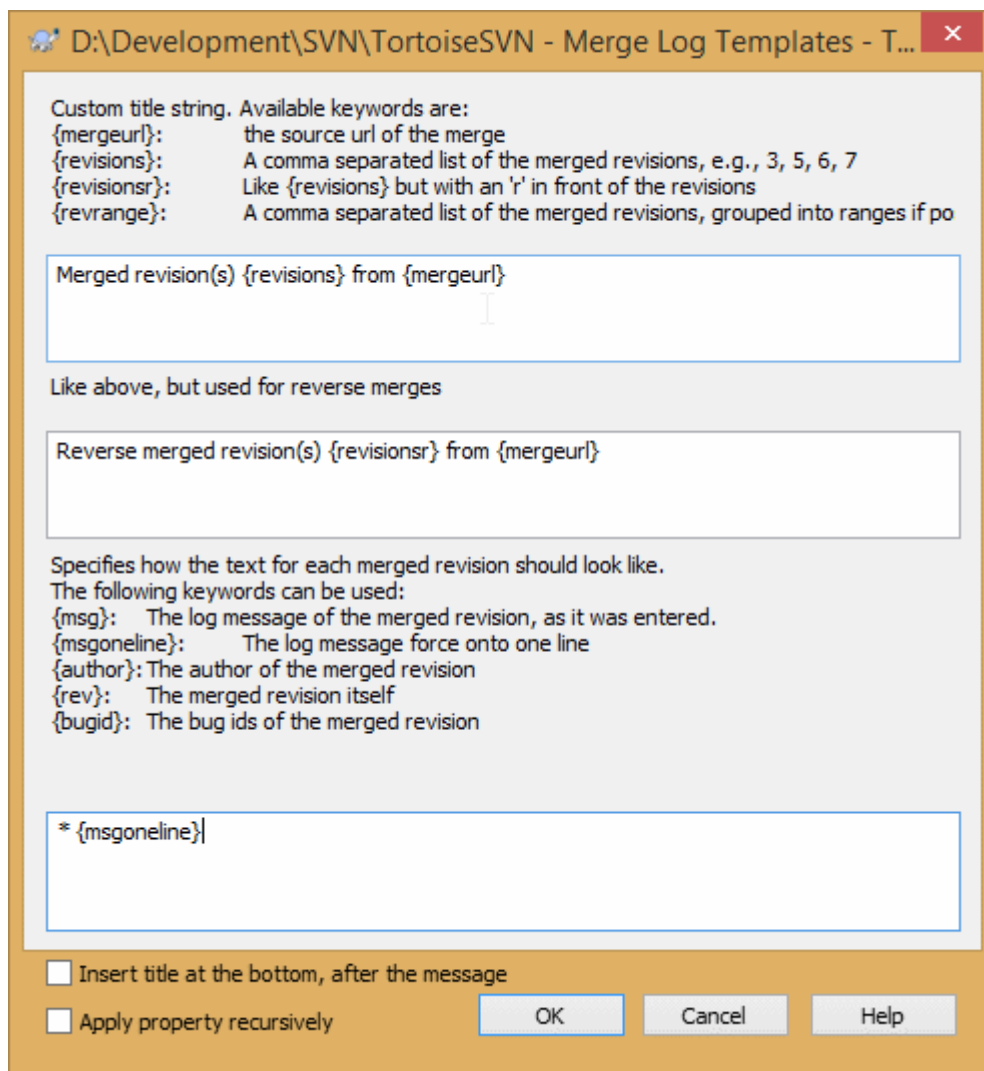 D:\Development\SVN\TortoiseSVN - Merge Log Templates - T...
Custom title string. Available keywords are:
{mergeurl}: the source url of the merge
{revisions}: A comma separated list of the merged revisions, e.g., 3, 5, 6, 7
{revisionsr}: Like {revisions} but with an 'r' in front of the revisions
{revrange}: A comma separated list of the merged revisions, grouped into ranges if po
Merged revision(s) {revisions} from {mergeurl}
Like above, but used for reverse merges
Reverse merged revision(s) {revisionsr} from {mergeurl}
Specifies how the text for each merged revision should look like.
The following keywords can be used:
{msg}: The log message of the merged revision, as it was entered.
{msgoneline}: The log message force onto one line
{author}: The author of the merged revision
{rev}: The merged revision itself
{bugid}: The bug ids of the merged revision
* {msgoneline}
Insert title at the bottom, after the message
Apply property recursively
OK Cancel Help